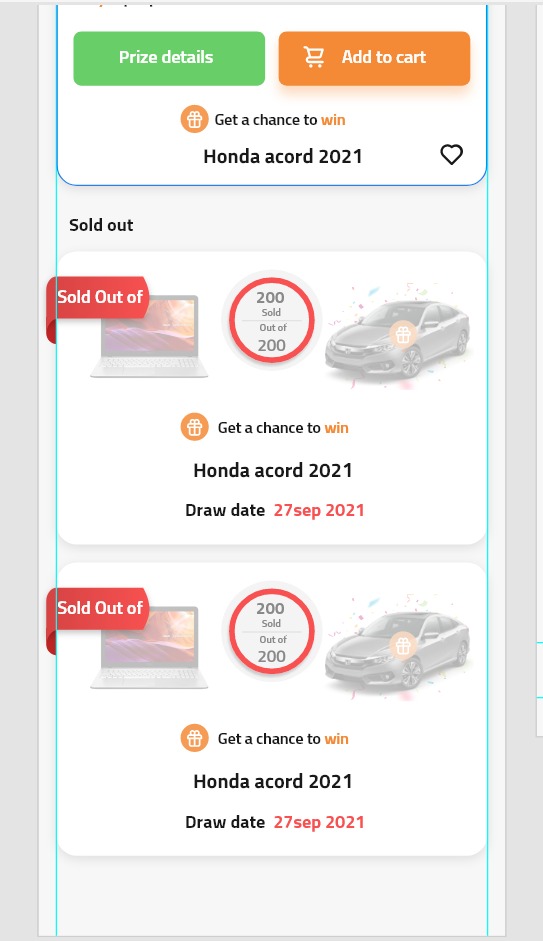 Prize details
Add to cart
Get a chance to win
Honda acord 2021
Sold out
Sold Out of
200
Sold
Out of
200
Get a chance to win
Honda acord 2021
Draw date 27sep 2021
Sold Out of
200
Sold
Out of
200
Get a chance to win
Honda acord 2021
Draw date 27sep 2021